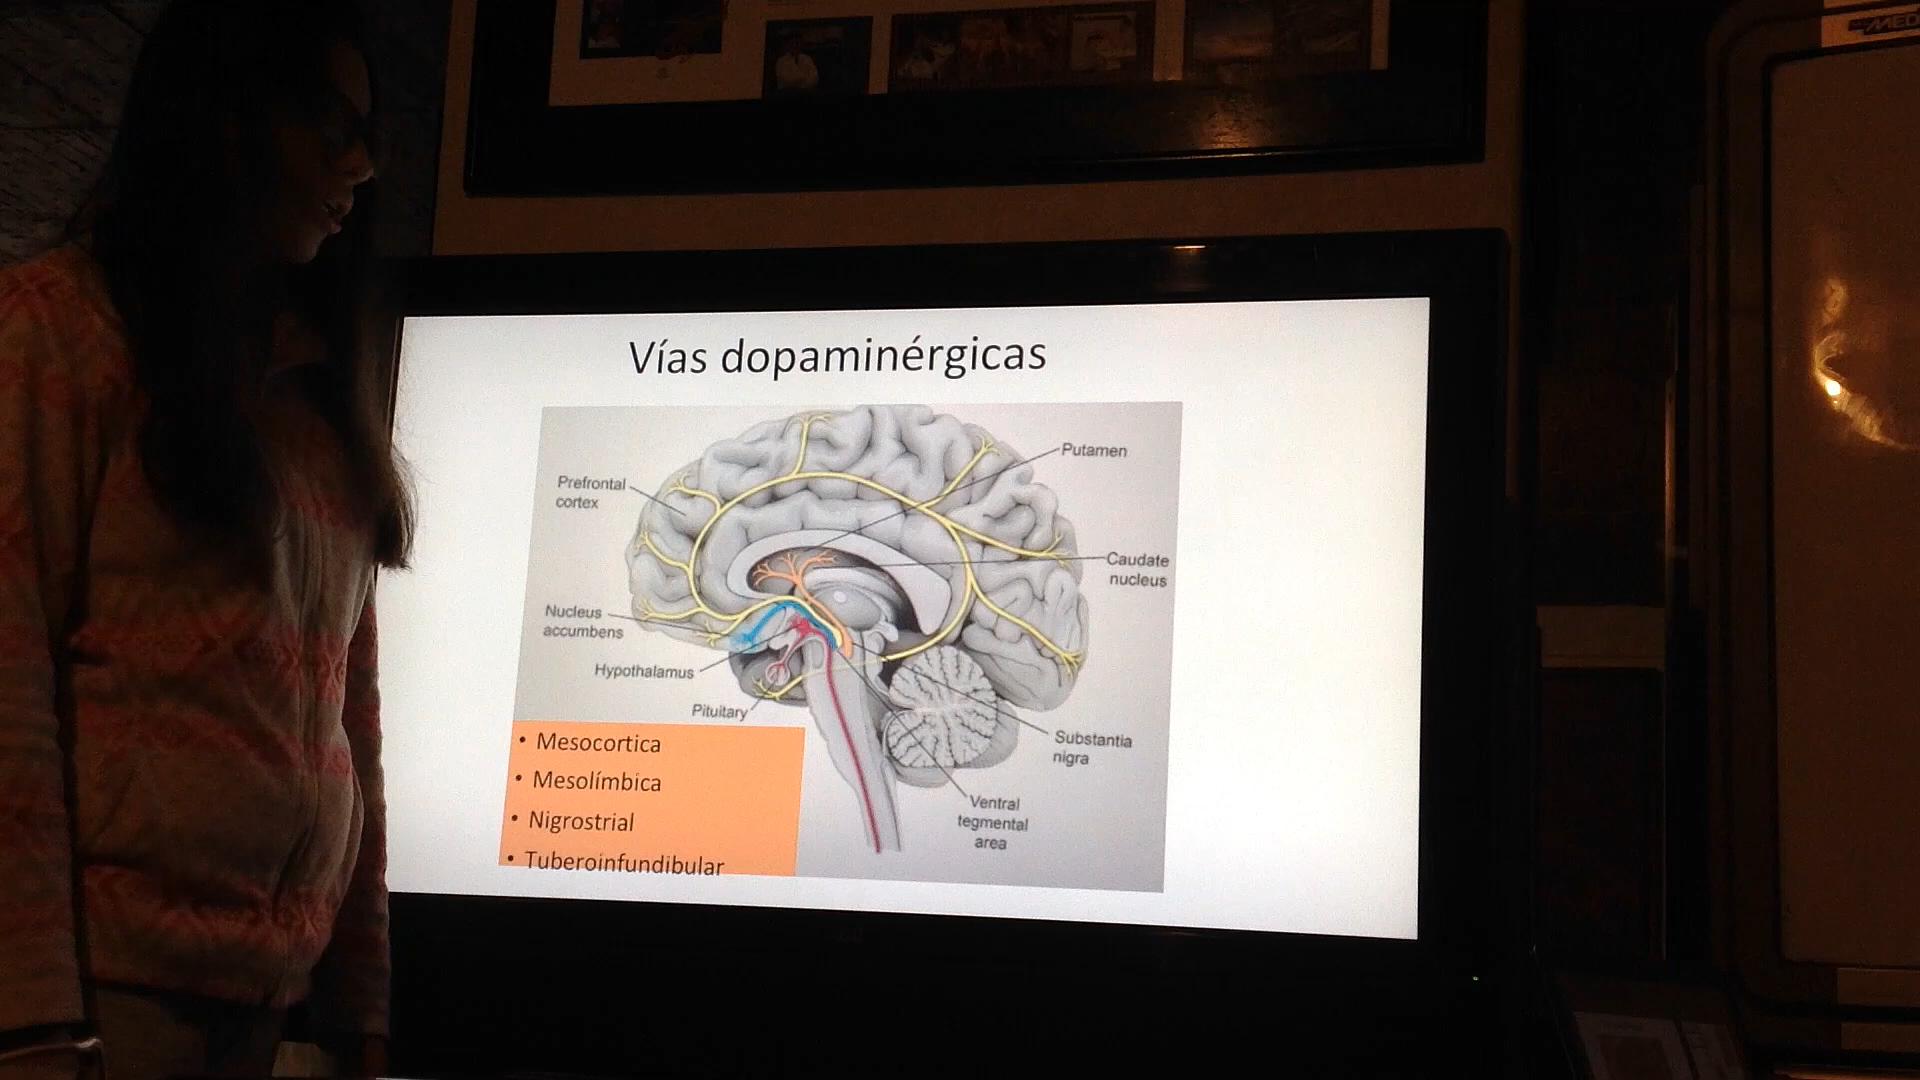 MED
Vías dopaminérgicas
Putamen
Prefrontal
cortex
Caudate
nucleus
Nucleus
accumbens
Hypothalamus
Pituitary
Substantia
nigra
Ventral
tegmental
area
• Mesocortica
• Mesolímbica
• Nigrostrial
• Tuberoinfundibular